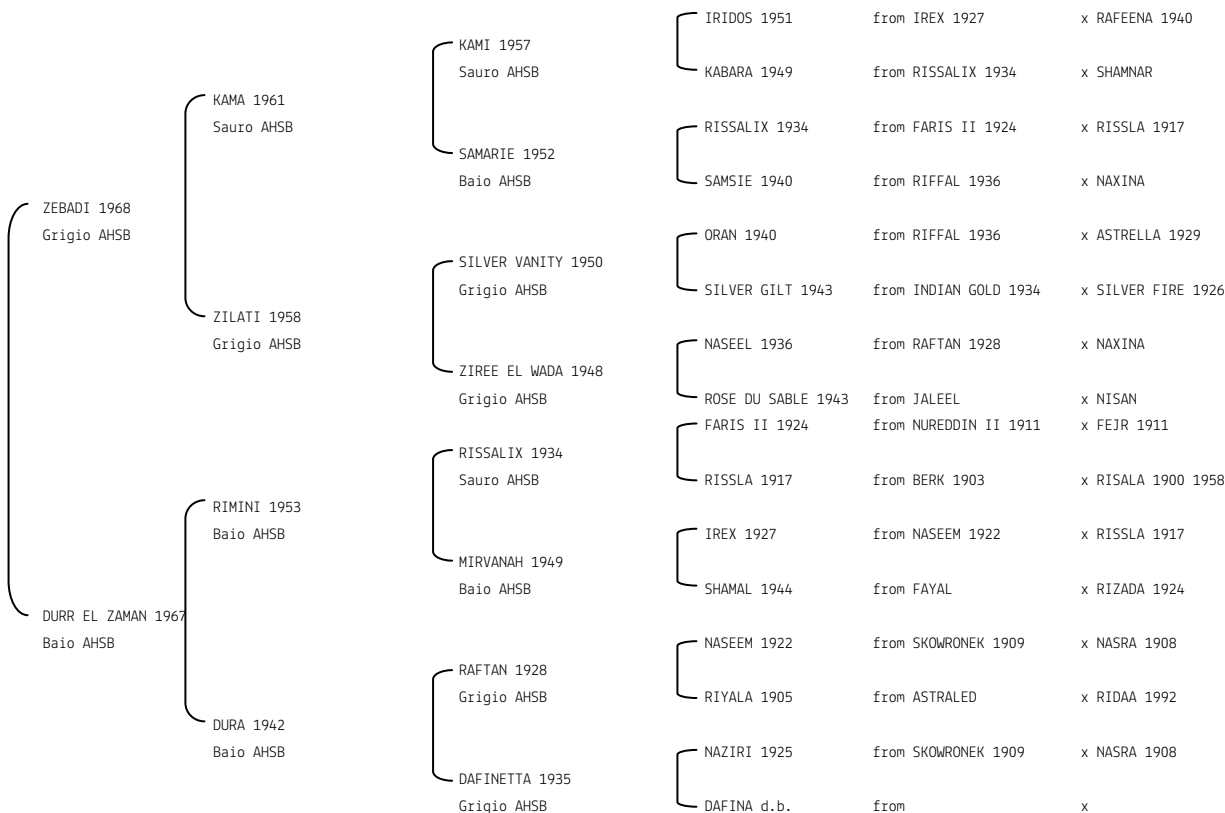 IRIDOS 1951 from IREX 1927 x RAFEENA 1940
KAMI 1957
Sauro AHSB
KABARA 1949 from RISSALIX 1934 x SHAMNAR
KAMA 1961
Sauro AHSB
RISSALIX 1934 from FARIS II 1924 x RISSLA 1917
SAMARIE 1952
Baio AHSB
SAMSIE 1940 from RIFFAL 1936 x NAXINA
ZEBADI 1968
Grigio AHSB
ORAN 1940 from RIFFAL 1936 x ASTRELLA 1929
SILVER VANITY 1950
Grigio AHSB
SILVER GILT 1943 from INDIAN GOLD 1934 x SILVER FIRE 1926
ZILATI 1958
Grigio AHSB
NASEEL 1936 from RAFTAN 1928 x NAXINA
ZIREE EL WADA 1948
Grigio AHSB
ROSE DU SABLE 1943 from JALEEL x NISAN
FARIS II 1924 from NUREDDIN II 1911 x FEJR 1911
RISSALIX 1934
Sauro AHSB
RISSLA 1917 from BERK 1903 x RISALA 1900 1958
RIMINI 1953
Baio AHSB
IREX 1927 from NASEEM 1922 x RISSLA 1917
MIRVANAH 1949
Baio AHSB
SHAMAL 1944 from FAYAL x RIZADA 1924
DURR EL ZAMAN 1967
Baio AHSB
NASEEM 1922 from SKOWRONEK 1909 x NASRA 1908
RAFTAN 1928
Grigio AHSB
RIYALA 1905 from ASTRALED x RIDAA 1992
DURA 1942
Baio AHSB
NAZIRI 1925 from SKOWRONEK 1909 x NASRA 1908
DAFINETTA 1935
Grigio AHSB
DAFINA d.b. from x